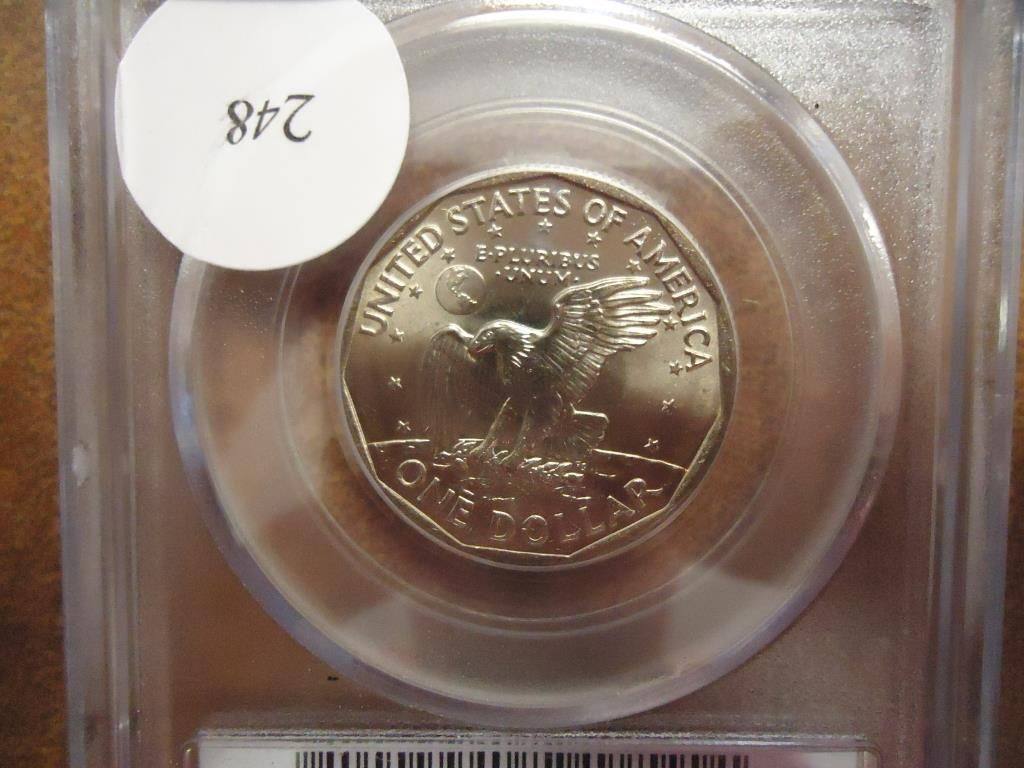 248
UNITED STATES OF AMERICA
E·PLURIBUS
UNUM
ONE DOLLAR